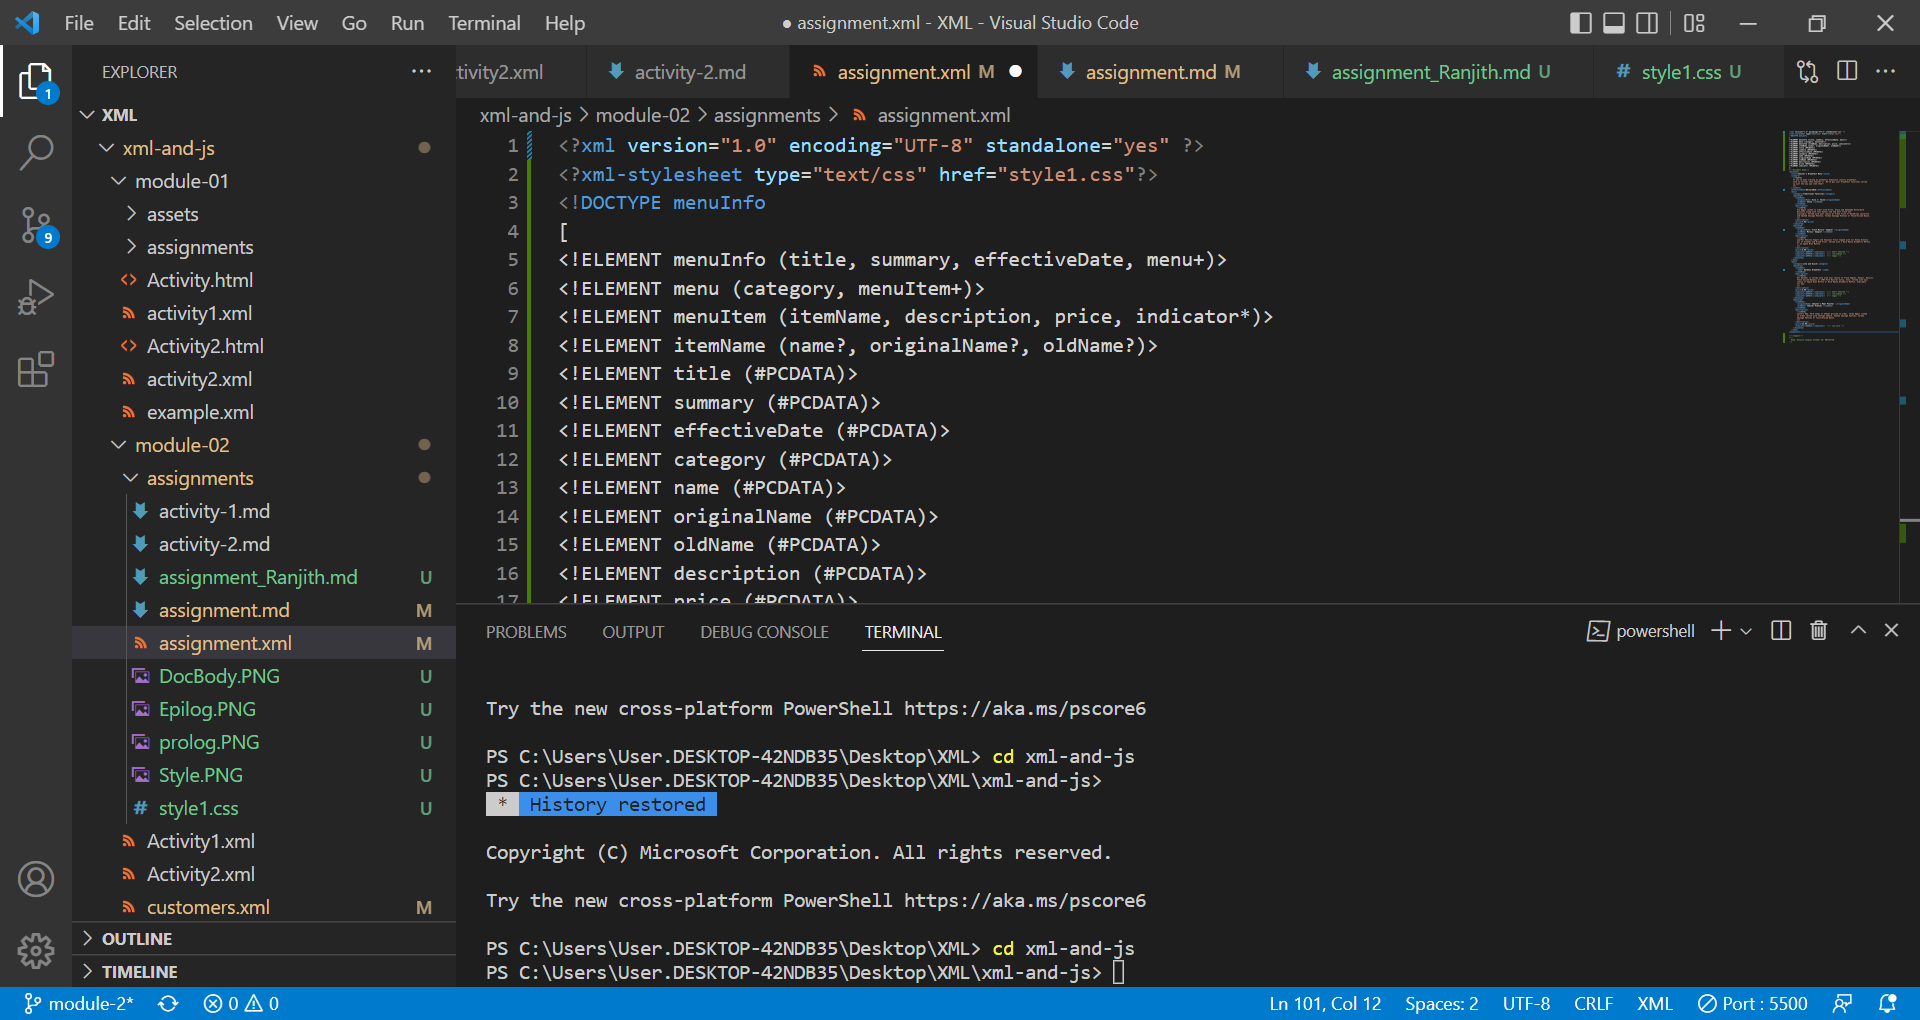 File Edit Selection View Go Run Terminal Help
● assignment.xml - XML - Visual Studio Code
EXPLORER
1
9
XML
xml-and-js
module-01
assets
assignments
Activity.html
activity1.xml
Activity2.html
activity2.xml
example.xml
module-02
assignments
activity-1.md
activity-2.md
assignment_Ranjith.md U
assignment.md M
assignment.xml M
DocBody.PNG U
Epilog.PNG U
prolog.PNG U
Style.PNG U
style1.css U
Activity1.xml
Activity2.xml
customers.xml M
OUTLINE
TIMELINE
tivity2.xml activity-2.md assignment.xml M assignment.md M assignment_Ranjith.md U # style1.css U
xml-and-js > module-02 > assignments > assignment.xml
1 <?xml version="1.0" encoding="UTF-8" standalone="yes" ?>
2 <?xml-stylesheet type="text/css" href="style1.css"?>
3 <!DOCTYPE menuInfo
4 [
5 <!ELEMENT menuInfo (title, summary, effectiveDate, menu+)>
6 <!ELEMENT menu (category, menuItem+)>
7 <!ELEMENT menuItem (itemName, description, price, indicator*)>
8 <!ELEMENT itemName (name?, originalName?, oldName?)>
9 <!ELEMENT title (#PCDATA)>
10 <!ELEMENT summary (#PCDATA)>
11 <!ELEMENT effectiveDate (#PCDATA)>
12 <!ELEMENT category (#PCDATA)>
13 <!ELEMENT name (#PCDATA)>
14 <!ELEMENT originalName (#PCDATA)>
15 <!ELEMENT oldName (#PCDATA)>
16 <!ELEMENT description (#PCDATA)>
17 <!ELEMENT price (#PCDATA)>
PROBLEMS OUTPUT DEBUG CONSOLE TERMINAL powershell
Try the new cross-platform PowerShell https://aka.ms/pscore6
PS C:\Users\User.DESKTOP-42NDB35\Desktop\XML> cd xml-and-js
PS C:\Users\User.DESKTOP-42NDB35\Desktop\XML\xml-and-js>
* History restored
Copyright (C) Microsoft Corporation. All rights reserved.
Try the new cross-platform PowerShell https://aka.ms/pscore6
PS C:\Users\User.DESKTOP-42NDB35\Desktop\XML> cd xml-and-js
PS C:\Users\User.DESKTOP-42NDB35\Desktop\XML\xml-and-js>
module-2* 0 0 Ln 101, Col 12 Spaces: 2 UTF-8 CRLF XML Port : 5500